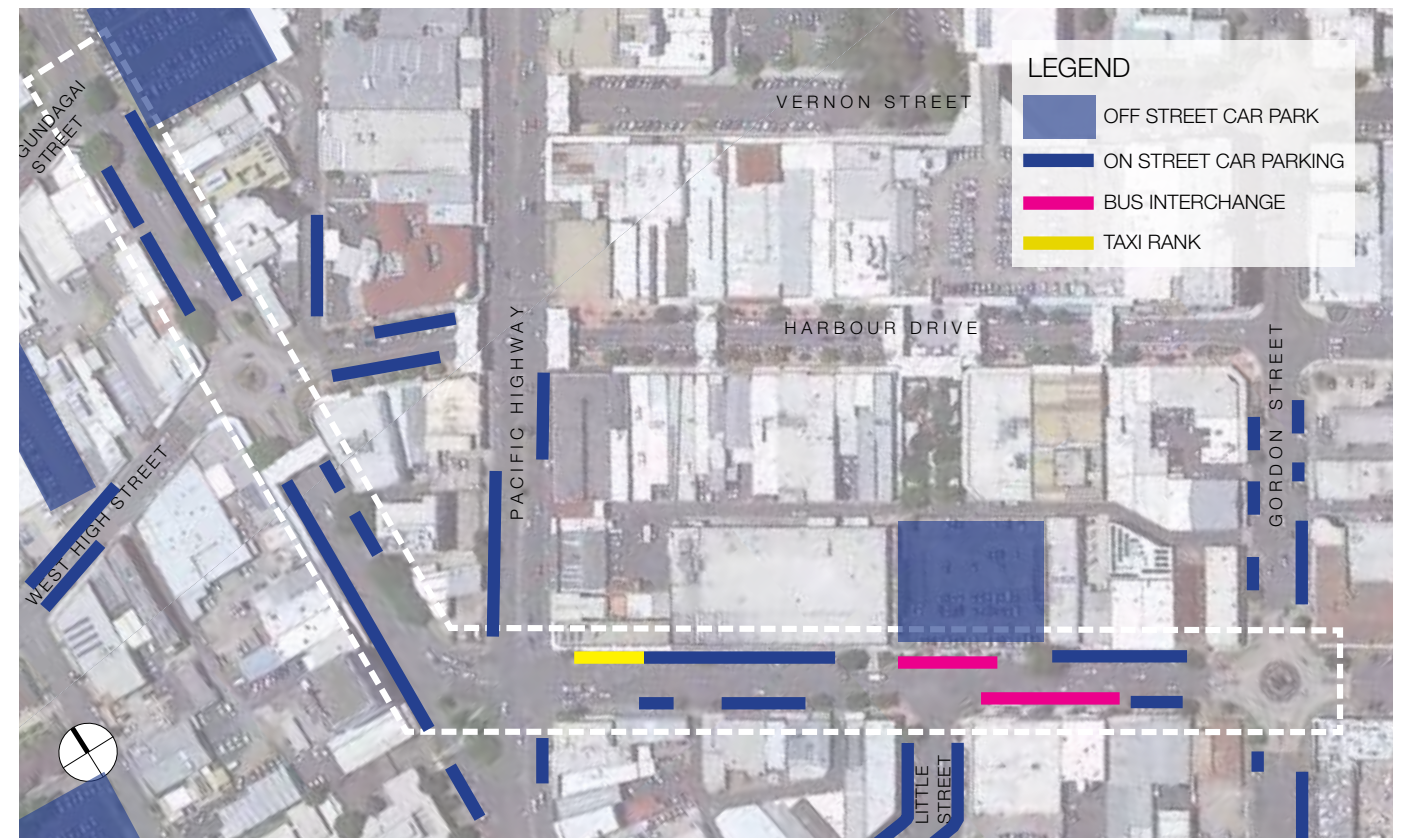 LEGEND
OFF STREET CAR PARK
ON STREET CAR PARKING
BUS INTERCHANGE
TAXI RANK
VERNON STREET
GUNDAGAI
STREET
HARBOUR DRIVE
PACIFIC HIGHWAY
GORDON STREET
WEST HIGH STREET
LITTLE
STREET